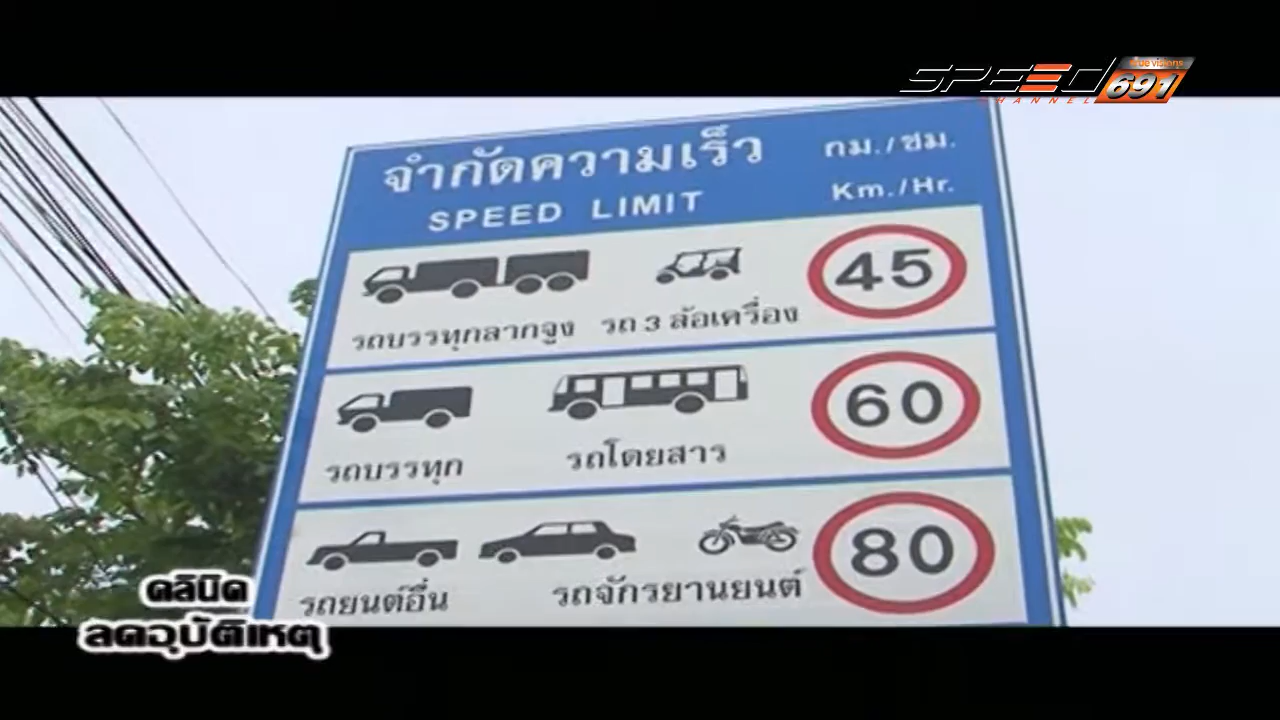 SPEED
CHANNEL
true visions
691
จำกัดความเร็ว กม./ชม.
SPEED LIMIT Km./Hr.
รถบรรทุกลากจูง รถ 3 ล้อเครื่อง 45
รถบรรทุก รถโดยสาร 60
รถยนต์อื่น รถจักรยานยนต์ 80
คลินิค
ลดอุบัติเหตุ